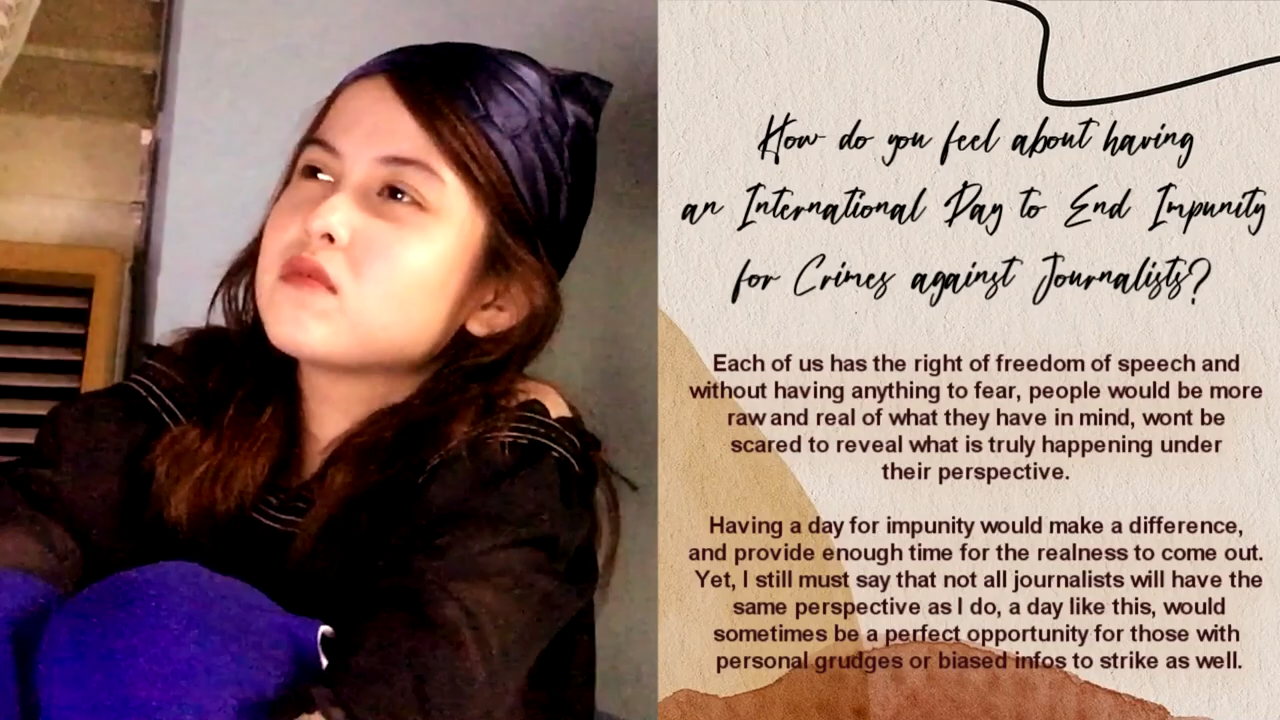 How do you feel about having
an International Day to End Impunity
for Crimes against Journalists?
Each of us has the right of freedom of speech and
without having anything to fear, people would be more
raw and real of what they have in mind, wont be
scared to reveal what is truly happening under
their perspective.
Having a day for impunity would make a difference,
and provide enough time for the realness to come out.
Yet, I still must say that not all journalists will have the
same perspective as I do, a day like this, would
sometimes be a perfect opportunity for those with
personal grudges or biased infos to strike as well.